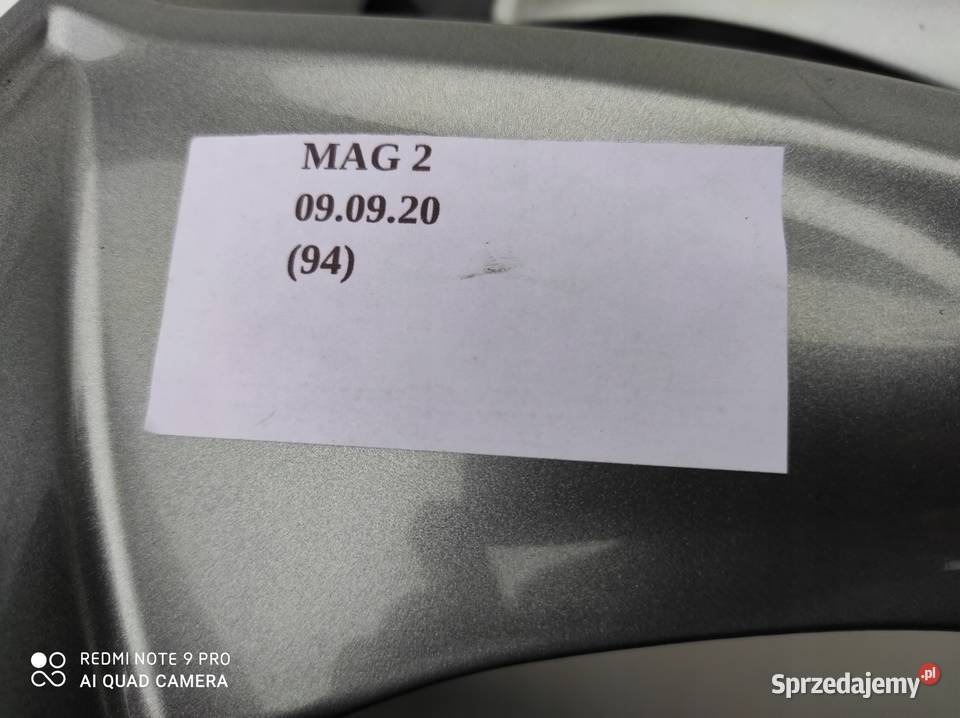 MAG 2
09.09.20
(94)
REDMI NOTE 9 PRO
AI QUAD CAMERA
Sprzedajemy.pl